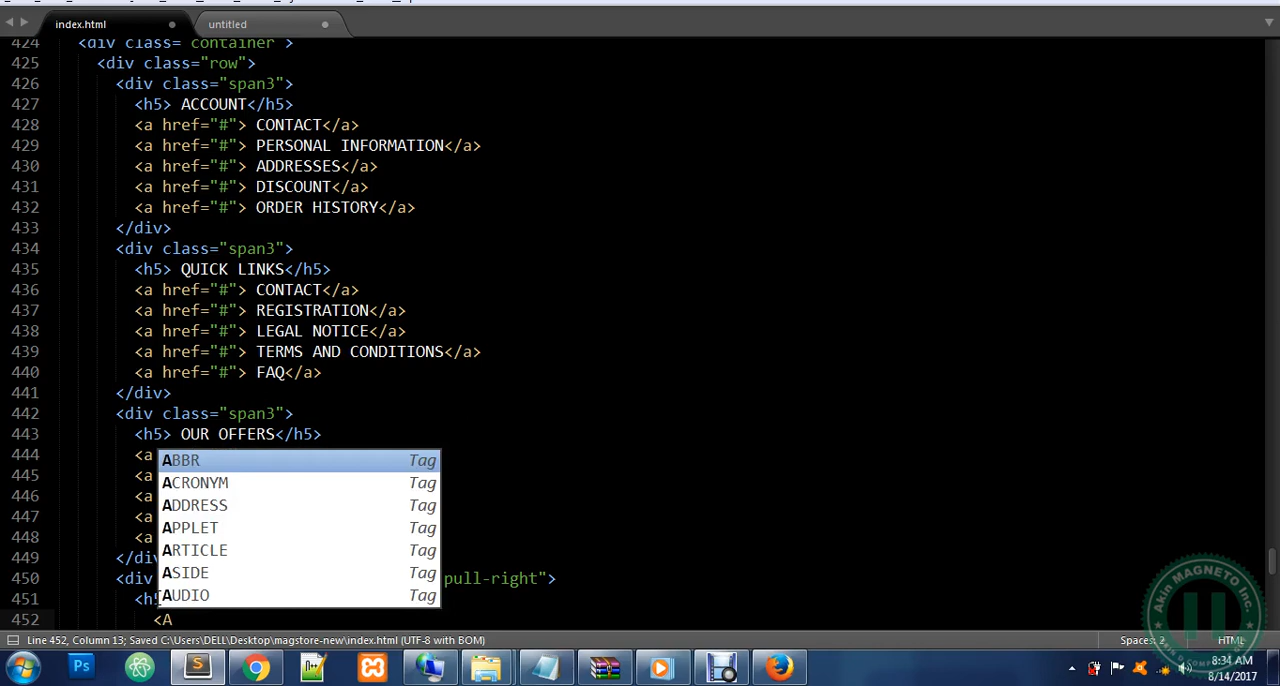 index.html
untitled
424 <div class="container">
425 <div class="row">
426 <div class="span3">
427 <h5> ACCOUNT</h5>
428 <a href="#"> CONTACT</a>
429 <a href="#"> PERSONAL INFORMATION</a>
430 <a href="#"> ADDRESSES</a>
431 <a href="#"> DISCOUNT</a>
432 <a href="#"> ORDER HISTORY</a>
433 </div>
434 <div class="span3">
435 <h5> QUICK LINKS</h5>
436 <a href="#"> CONTACT</a>
437 <a href="#"> REGISTRATION</a>
438 <a href="#"> LEGAL NOTICE</a>
439 <a href="#"> TERMS AND CONDITIONS</a>
440 <a href="#"> FAQ</a>
441 </div>
442 <div class="span3">
443 <h5> OUR OFFERS</h5>
444 <a
ABBR Tag
445 <a
ACRONYM Tag
446 <a
ADDRESS Tag
447 <a
APPLET Tag
448 <a
ARTICLE Tag
449 </div
ASIDE Tag
450 <div pull-right">
AUDIO Tag
451 <h5
452 <A
Line 452, Column 13; Saved C:\Users\DELL\Desktop\magstore-new\index.html (UTF-8 with BOM)
Spaces: 2
HTML
Akin MAGNETO Inc.
Ps
S
8:34 AM
8/14/2017